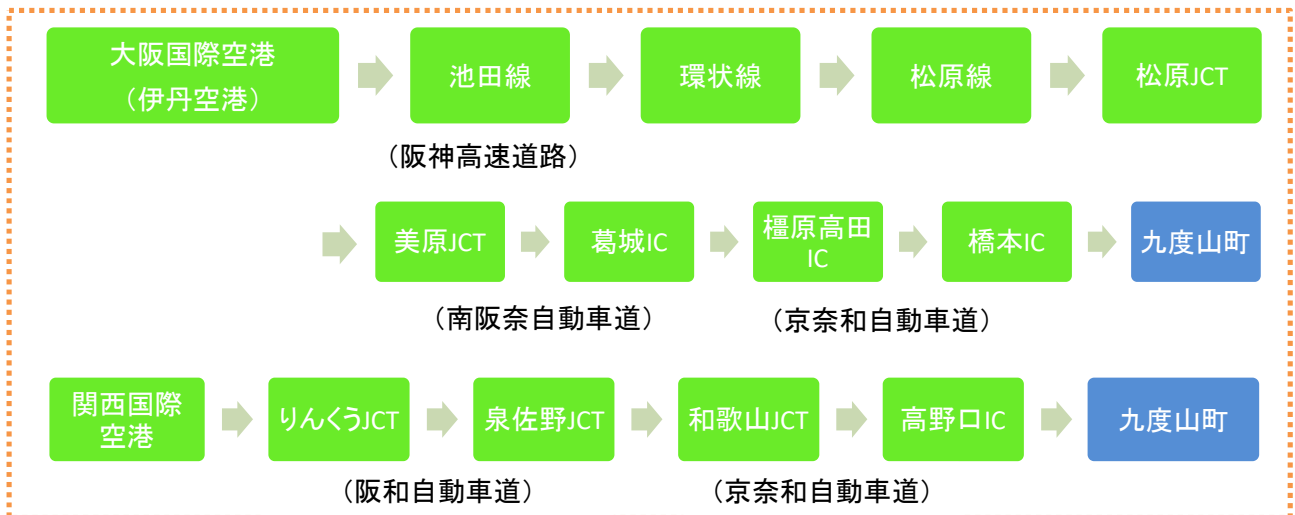 大阪国際空港
（伊丹空港）
池田線
環状線
松原線
松原JCT
（阪神高速道路）
美原JCT
葛城IC
橿原高田
IC
橋本IC
九度山町
（南阪奈自動車道）
（京奈和自動車道）
関西国際
空港
りんくうJCT
泉佐野JCT
和歌山JCT
高野口IC
九度山町
（阪和自動車道）
（京奈和自動車道）